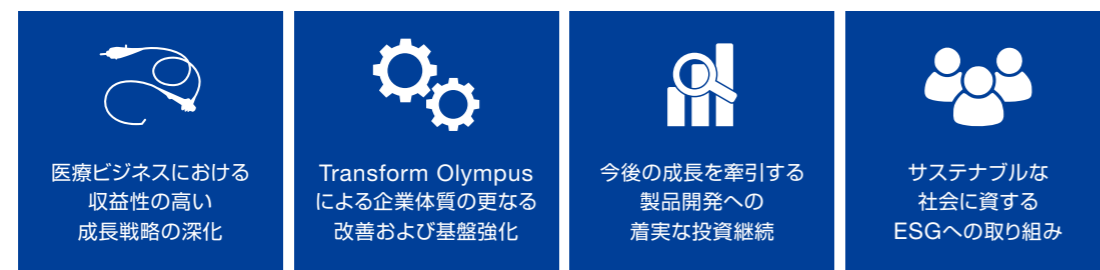 医療ビジネスにおける
収益性の高い
成長戦略の深化
Transform Olympus
による企業体質の更なる
改善および基盤強化
今後の成長を牽引する
製品開発への
着実な投資継続
サステナブルな
社会に資する
ESGへの取り組み